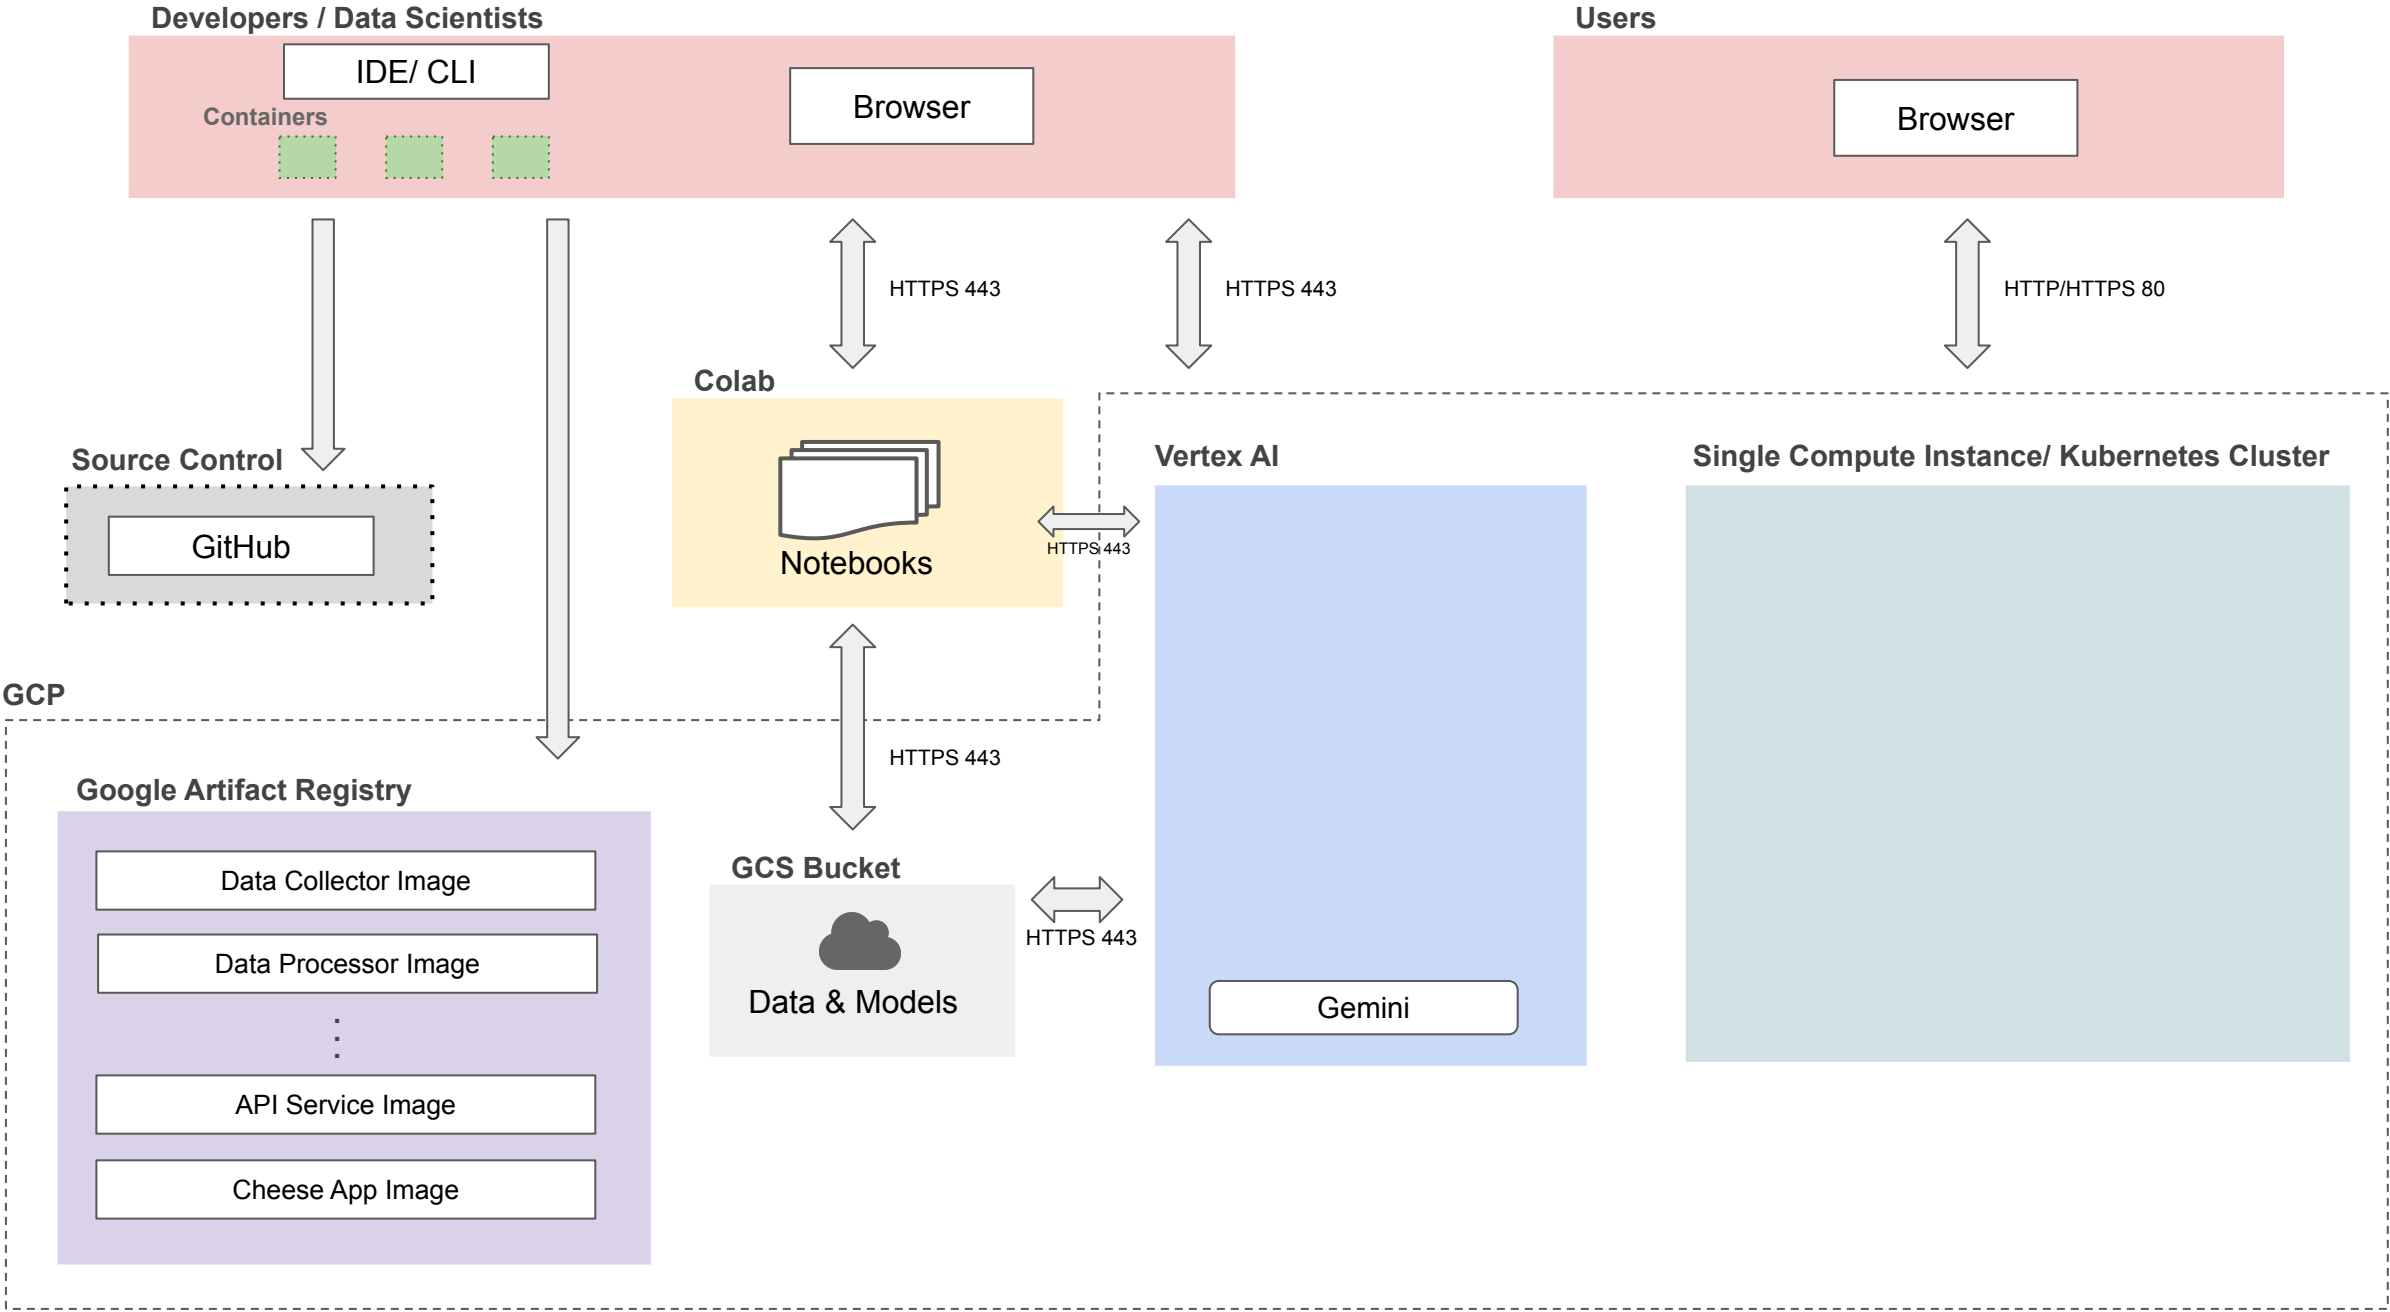 Developers / Data Scientists
Users
IDE/ CLI
Browser
Browser
Containers
HTTPS 443
HTTPS 443
HTTP/HTTPS 80
Colab
Source Control
Vertex AI
Single Compute Instance/ Kubernetes Cluster
GitHub
Notebooks
HTTPS 443
GCP
HTTPS 443
Google Artifact Registry
GCS Bucket
Data Collector Image
HTTPS 443
Data Processor Image
Data & Models
Gemini
API Service Image
Cheese App Image